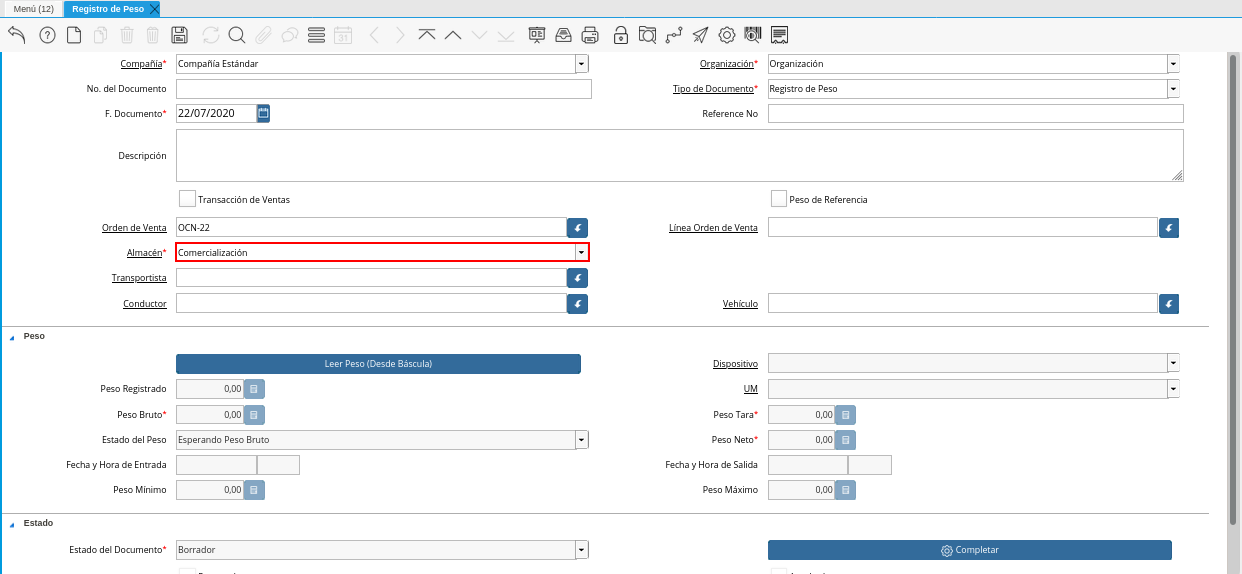 Menú (12) Registro de Peso
31
Compañía* Compañía Estándar Organización* Organización
No. del Documento Tipo de Documento* Registro de Peso
F. Documento* 22/07/2020 Reference No
Descripción
Transacción de Ventas Peso de Referencia
Orden de Venta OCN-22 Línea Orden de Venta
Almacén* Comercialización
Transportista
Conductor Vehículo
Peso
Leer Peso (Desde Báscula) Dispositivo
Peso Registrado 0,00 UM
Peso Bruto* 0,00 Peso Tara* 0,00
Estado del Peso Esperando Peso Bruto Peso Neto* 0,00
Fecha y Hora de Entrada Fecha y Hora de Salida
Peso Mínimo 0,00 Peso Máximo 0,00
Estado
Estado del Documento* Borrador Completar